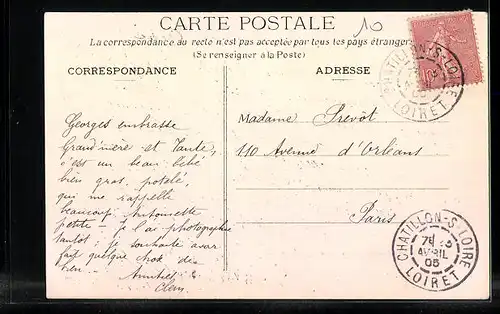 CARTE POSTALE
10
La correspondance au recto n'est pas acceptée par tous les pays étrangers
(Se renseigner à la Poste)
CORRESPONDANCE
ADRESSE
CHATILLON-S-LOIRE
LOIRET
Georges embrasse
Grand'mère et Tante,
c'est un beau bébé
bien gras, potelé,
qui me rappelle
beaucoup Antoinette
petite - je l'ai photographié
tantôt, je souhaite avoir
fait quelque chose de
bien -
Clem.
Madame Prévot
110 Avenue d'Orléans
Paris
CHATILLON-S-LOIRE
AVRIL
05
LOIRET